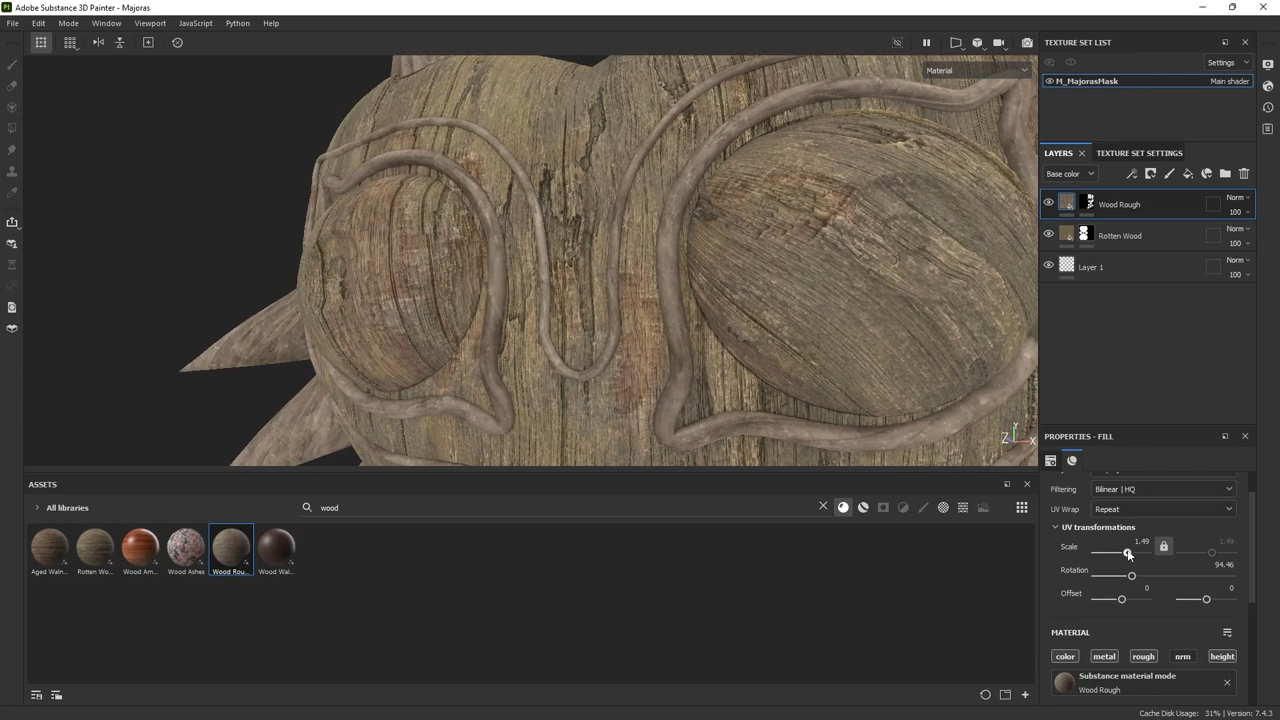 Adobe Substance 3D Painter - Majoras
File Edit Mode Window Viewport JavaScript Python Help
Material
TEXTURE SET LIST
Settings
M_MajorasMask Main shader
LAYERS TEXTURE SET SETTINGS
Base color
Wood Rough Norm 100
Rotten Wood Norm 100
Layer 1 Norm 100
Y
Z X
PROPERTIES - FILL
Filtering Bilinear | HQ
UV Wrap Repeat
UV transformations
Scale 1.49 1.49
Rotation 94.46
Offset 0 0
MATERIAL
color metal rough nrm height
Substance material mode
Wood Rough
ASSETS
All libraries wood
Aged Waln... Rotten Wo... Wood Am... Wood Ashes Wood Rou... Wood Wal...
Cache Disk Usage: 31% | Version: 7.4.3